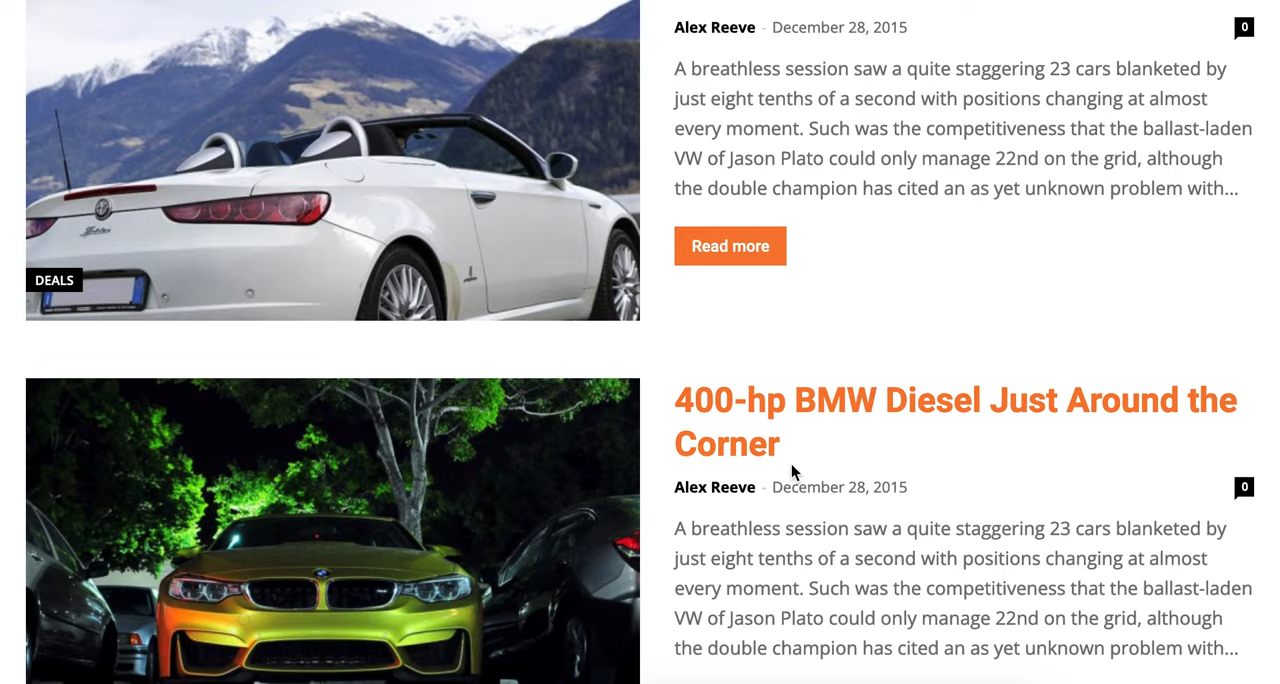 Alex Reeve - December 28, 2015
0
A breathless session saw a quite staggering 23 cars blanketed by
just eight tenths of a second with positions changing at almost
every moment. Such was the competitiveness that the ballast-laden
VW of Jason Plato could only manage 22nd on the grid, although
the double champion has cited an as yet unknown problem with...
Read more
DEALS
400-hp BMW Diesel Just Around the
Corner
Alex Reeve - December 28, 2015
0
A breathless session saw a quite staggering 23 cars blanketed by
just eight tenths of a second with positions changing at almost
every moment. Such was the competitiveness that the ballast-laden
VW of Jason Plato could only manage 22nd on the grid, although
the double champion has cited an as yet unknown problem with...